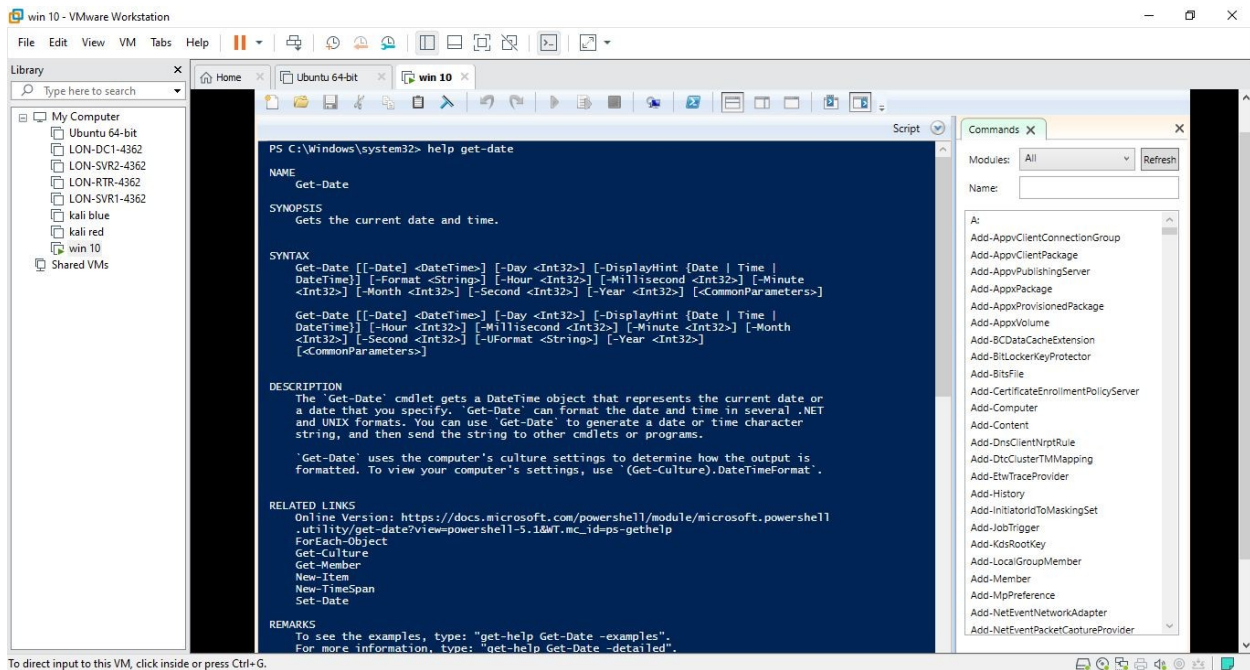 win 10 - VMware Workstation
File Edit View VM Tabs Help
Library
Type here to search
My Computer
Ubuntu 64-bit
LON-DC1-4362
LON-SVR2-4362
LON-RTR-4362
LON-SVR1-4362
kali blue
kali red
win 10
Shared VMs
Home
Ubuntu 64-bit
win 10
Script
PS C:\Windows\system32> help get-date
NAME
Get-Date
SYNOPSIS
Gets the current date and time.
SYNTAX
Get-Date [[-Date] <DateTime>] [-Day <Int32>] [-DisplayHint {Date | Time |
DateTime}] [-Format <String>] [-Hour <Int32>] [-Millisecond <Int32>] [-Minute
<Int32>] [-Month <Int32>] [-Second <Int32>] [-Year <Int32>] [<CommonParameters>]
Get-Date [[-Date] <DateTime>] [-Day <Int32>] [-DisplayHint {Date | Time |
DateTime}] [-Hour <Int32>] [-Millisecond <Int32>] [-Minute <Int32>] [-Month
<Int32>] [-Second <Int32>] [-UFormat <String>] [-Year <Int32>]
[<CommonParameters>]
DESCRIPTION
The `Get-Date` cmdlet gets a DateTime object that represents the current date or
a date that you specify. `Get-Date` can format the date and time in several .NET
and UNIX formats. You can use `Get-Date` to generate a date or time character
string, and then send the string to other cmdlets or programs.
`Get-Date` uses the computer's culture settings to determine how the output is
formatted. To view your computer's settings, use `(Get-Culture).DateTimeFormat`.
RELATED LINKS
Online Version: https://docs.microsoft.com/powershell/module/microsoft.powershell
.utility/get-date?view=powershell-5.1&WT.mc_id=ps-gethelp
ForEach-Object
Get-Culture
Get-Member
New-Item
New-TimeSpan
Set-Date
REMARKS
To see the examples, type: "get-help Get-Date -examples".
For more information, type: "get-help Get-Date -detailed".
Commands
Modules: All Refresh
Name:
A:
Add-AppvClientConnectionGroup
Add-AppvClientPackage
Add-AppvPublishingServer
Add-AppxPackage
Add-AppxProvisionedPackage
Add-AppxVolume
Add-BCDataCacheExtension
Add-BitLockerKeyProtector
Add-BitsFile
Add-CertificateEnrollmentPolicyServer
Add-Computer
Add-Content
Add-DnsClientNrptRule
Add-DtcClusterTMMapping
Add-EtwTraceProvider
Add-History
Add-InitiatorIdToMaskingSet
Add-JobTrigger
Add-KdsRootKey
Add-LocalGroupMember
Add-Member
Add-MpPreference
Add-NetEventNetworkAdapter
Add-NetEventPacketCaptureProvider
To direct input to this VM, click inside or press Ctrl+G.